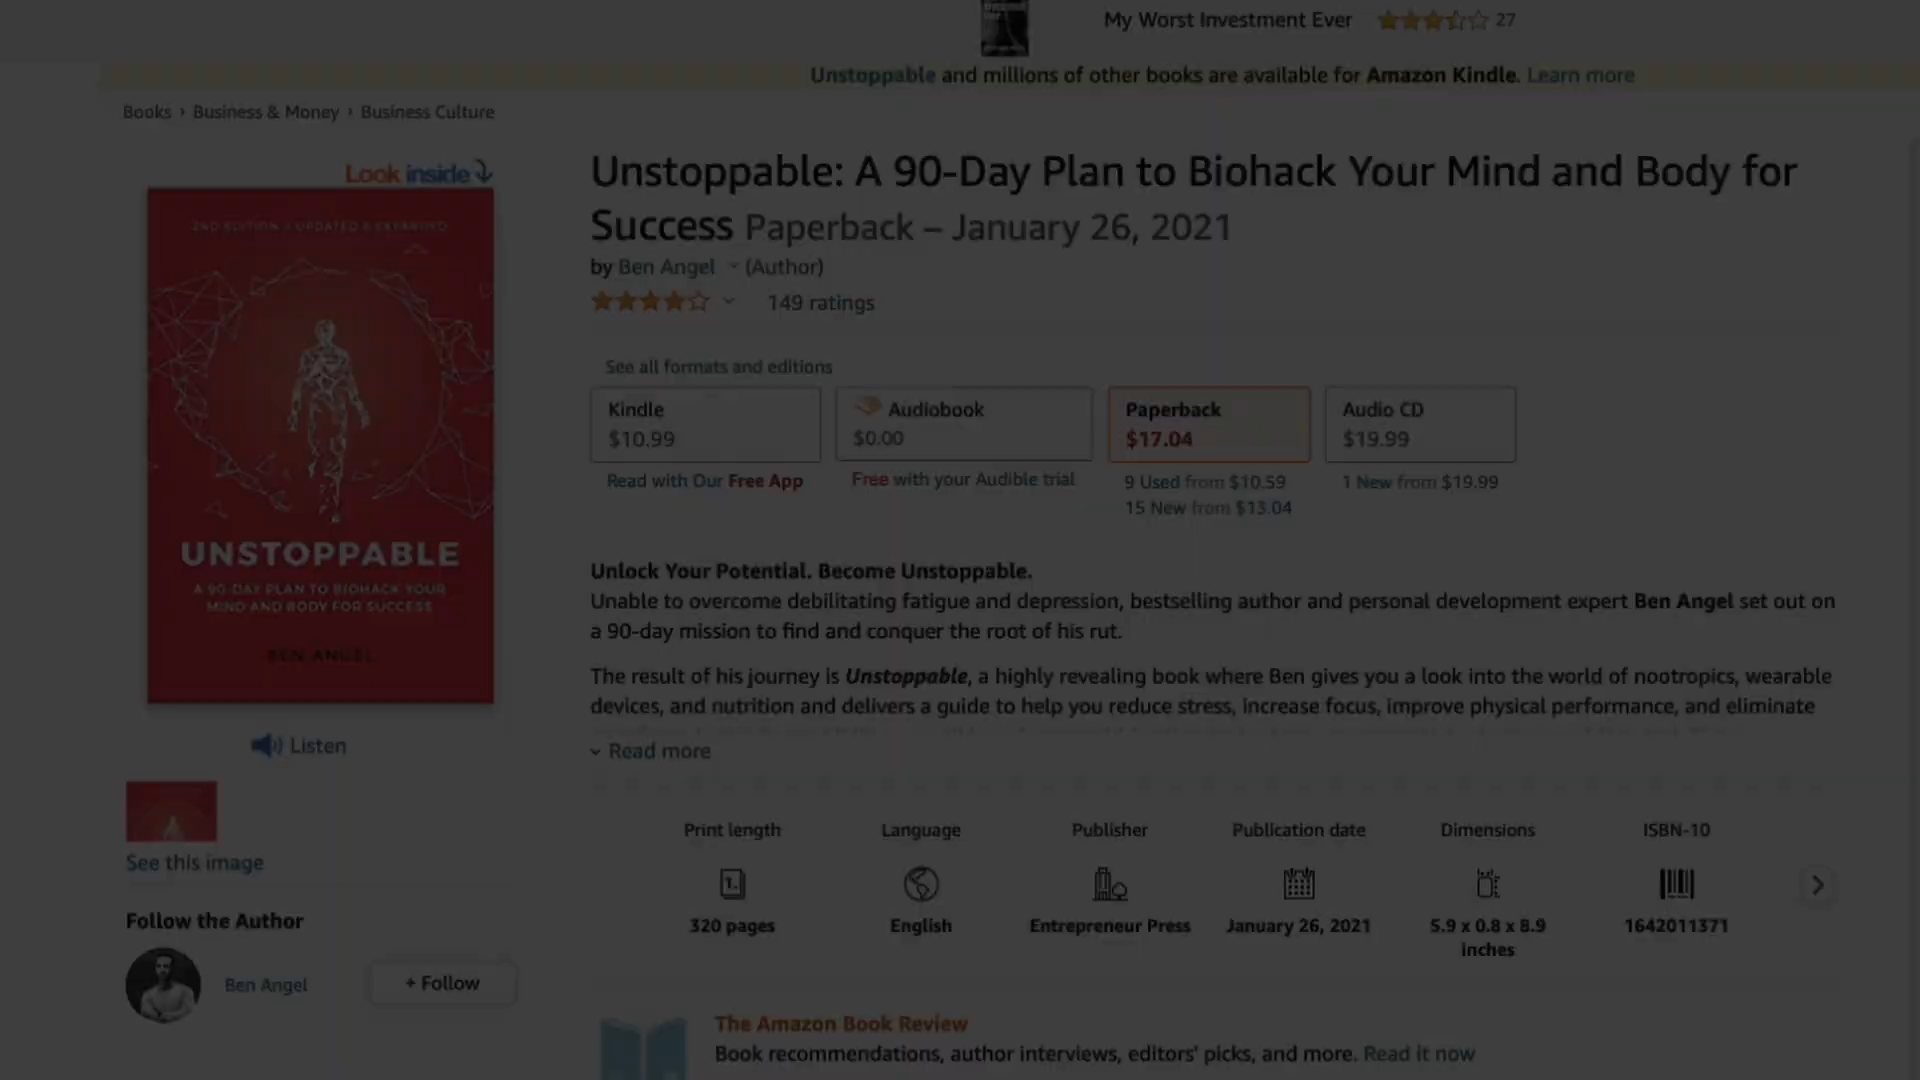 My Worst Investment Ever 27
Unstoppable and millions of other books are available for Amazon Kindle. Learn more
Books › Business & Money › Business Culture
Look inside
2ND EDITION - UPDATED & EXPANDED
UNSTOPPABLE
A 90-DAY PLAN TO BIOHACK YOUR
MIND AND BODY FOR SUCCESS
BEN ANGEL
Listen
See this image
Follow the Author
Ben Angel + Follow
Unstoppable: A 90-Day Plan to Biohack Your Mind and Body for
Success Paperback – January 26, 2021
by Ben Angel (Author)
149 ratings
See all formats and editions
Kindle
$10.99
Read with Our Free App
Audiobook
$0.00
Free with your Audible trial
Paperback
$17.04
9 Used from $10.59
15 New from $13.04
Audio CD
$19.99
1 New from $19.99
Unlock Your Potential. Become Unstoppable.
Unable to overcome debilitating fatigue and depression, bestselling author and personal development expert Ben Angel set out on
a 90-day mission to find and conquer the root of his rut.
The result of his journey is Unstoppable, a highly revealing book where Ben gives you a look into the world of nootropics, wearable
devices, and nutrition and delivers a guide to help you reduce stress, increase focus, improve physical performance, and eliminate
Read more
Print length
1.
320 pages
Language
English
Publisher
Entrepreneur Press
Publication date
January 26, 2021
Dimensions
5.9 x 0.8 x 8.9
inches
ISBN-10
1642011371
The Amazon Book Review
Book recommendations, author interviews, editors' picks, and more. Read it now